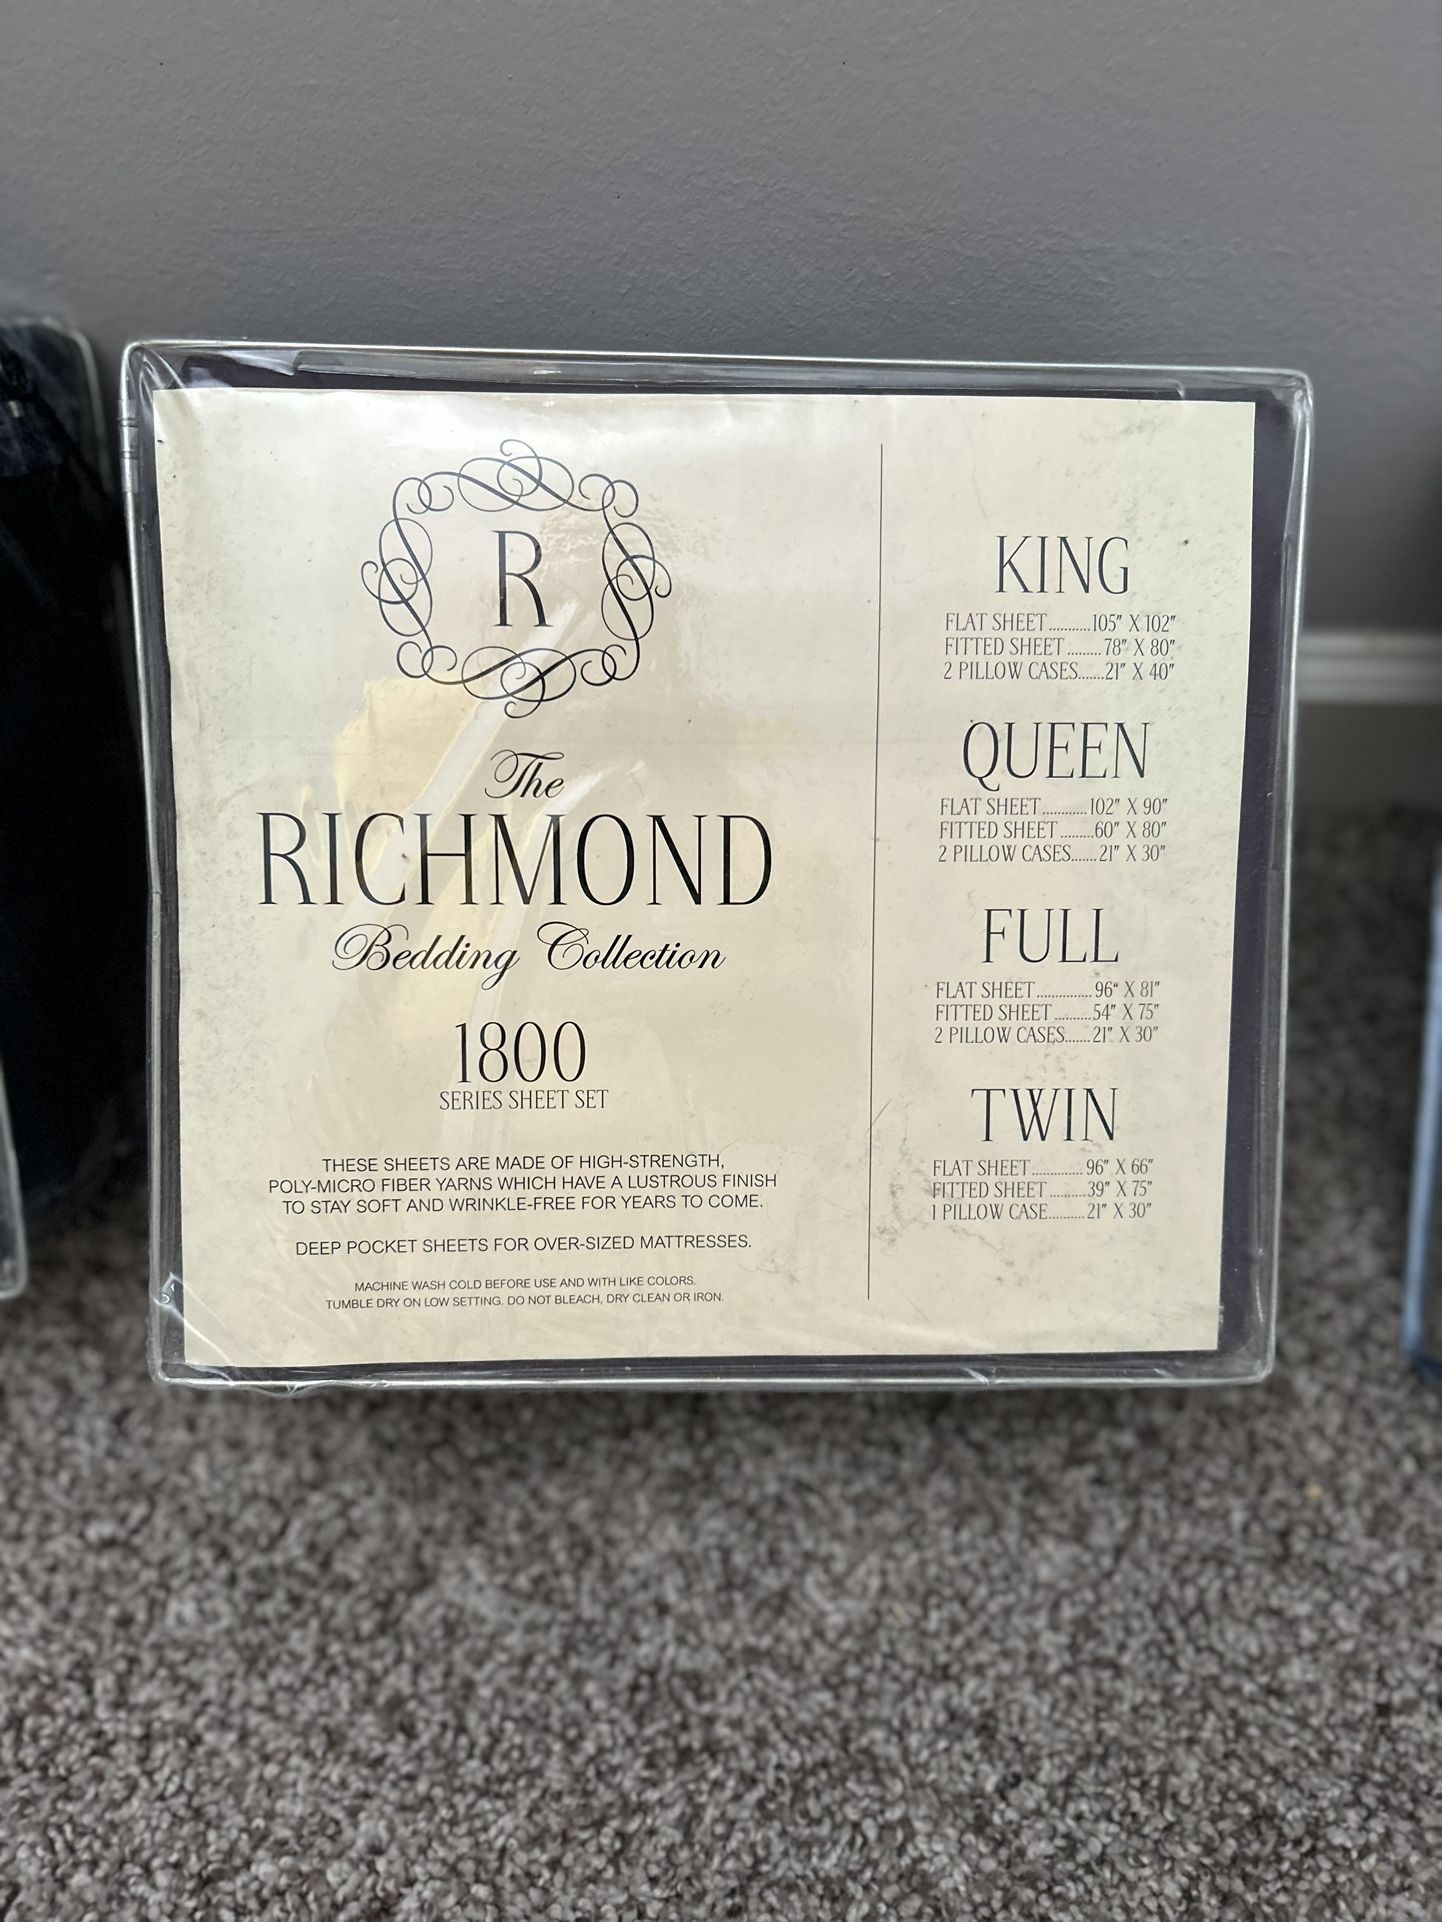 R
The
RICHMOND
Bedding Collection
1800
SERIES SHEET SET
THESE SHEETS ARE MADE OF HIGH-STRENGTH,
POLY-MICRO FIBER YARNS WHICH HAVE A LUSTROUS FINISH
TO STAY SOFT AND WRINKLE-FREE FOR YEARS TO COME.
DEEP POCKET SHEETS FOR OVER-SIZED MATTRESSES.
MACHINE WASH COLD BEFORE USE AND WITH LIKE COLORS.
TUMBLE DRY ON LOW SETTING. DO NOT BLEACH, DRY CLEAN OR IRON.
KING
FLAT SHEET...........105" X 102"
FITTED SHEET.........78" X 80"
2 PILLOW CASES.......21" X 40"
QUEEN
FLAT SHEET............102" X 90"
FITTED SHEET.........60" X 80"
2 PILLOW CASES.......21" X 30"
FULL
FLAT SHEET...............96" X 81"
FITTED SHEET..........54" X 75"
2 PILLOW CASES.......21" X 30"
TWIN
FLAT SHEET..............96" X 66"
FITTED SHEET..........39" X 75"
1 PILLOW CASE..........21" X 30"